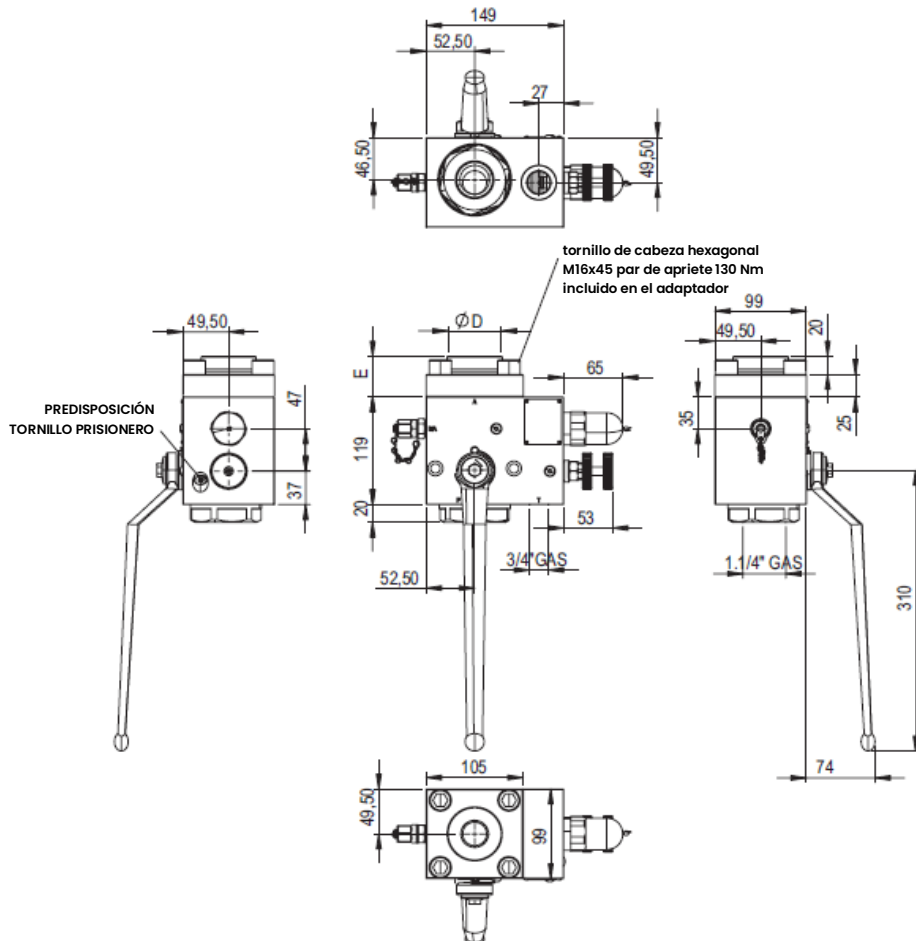 149
52,50
27
46,50
49,50
tornillo de cabeza hexagonal
M16x45 par de apriete 130 Nm
incluido en el adaptador
49,50
PREDISPOSICIÓN
TORNILLO PRISIONERO
47
37
ØD
E
65
A
119
20
P
T
53
3/4"GAS
52,50
99
49,50
20
35
25
1.1/4" GAS
310
74
105
49,50
99